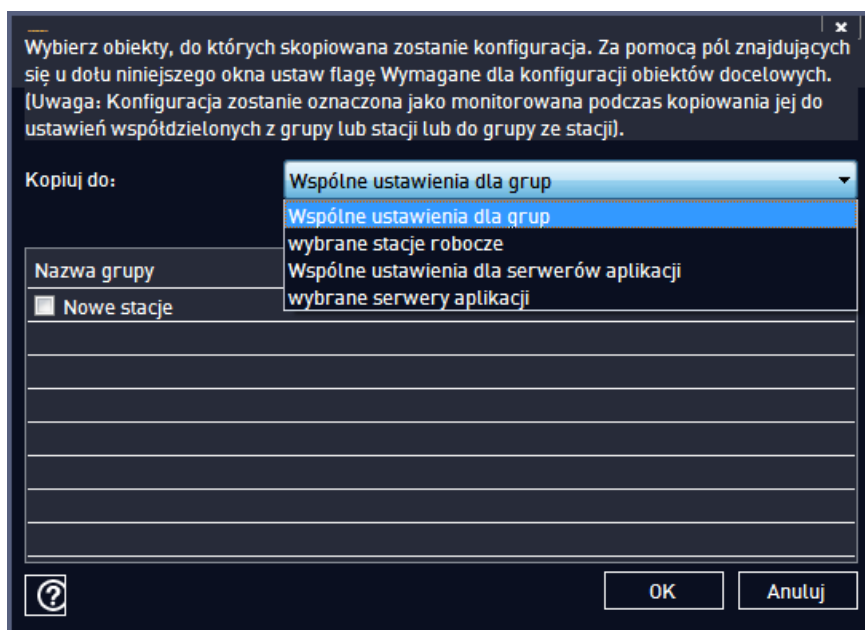 Wybierz obiekty, do których skopiowana zostanie konfiguracja. Za pomocą pól znajdujących
się u dołu niniejszego okna ustaw flagę Wymagane dla konfiguracji obiektów docelowych.
(Uwaga: Konfiguracja zostanie oznaczona jako monitorowana podczas kopiowania jej do
ustawień współdzielonych z grupy lub stacji lub do grupy ze stacji).
Kopiuj do:
Wspólne ustawienia dla grup
Wspólne ustawienia dla grup
wybrane stacje robocze
Wspólne ustawienia dla serwerów aplikacji
wybrane serwery aplikacji
Nazwa grupy
Nowe stacje
OK
Anuluj